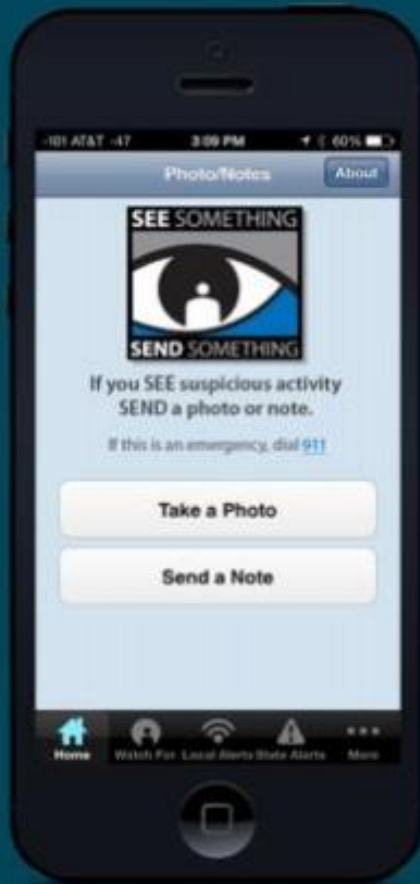 -101 AT&T -47 3:09 PM 60%
Photo/Notes About
SEE SOMETHING
SEND SOMETHING
If you SEE suspicious activity
SEND a photo or note.
If this is an emergency, dial 911
Take a Photo
Send a Note
Home Watch For Local Alerts State Alerts More